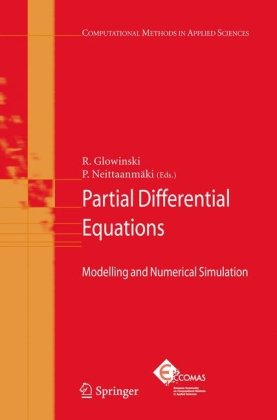 COMPUTATIONAL METHODS IN APPLIED SCIENCES
R. Glowinski
P. Neittaanmäki (Eds.)
Partial Differential
Equations
Modelling and Numerical Simulation
Springer
ECCOMAS